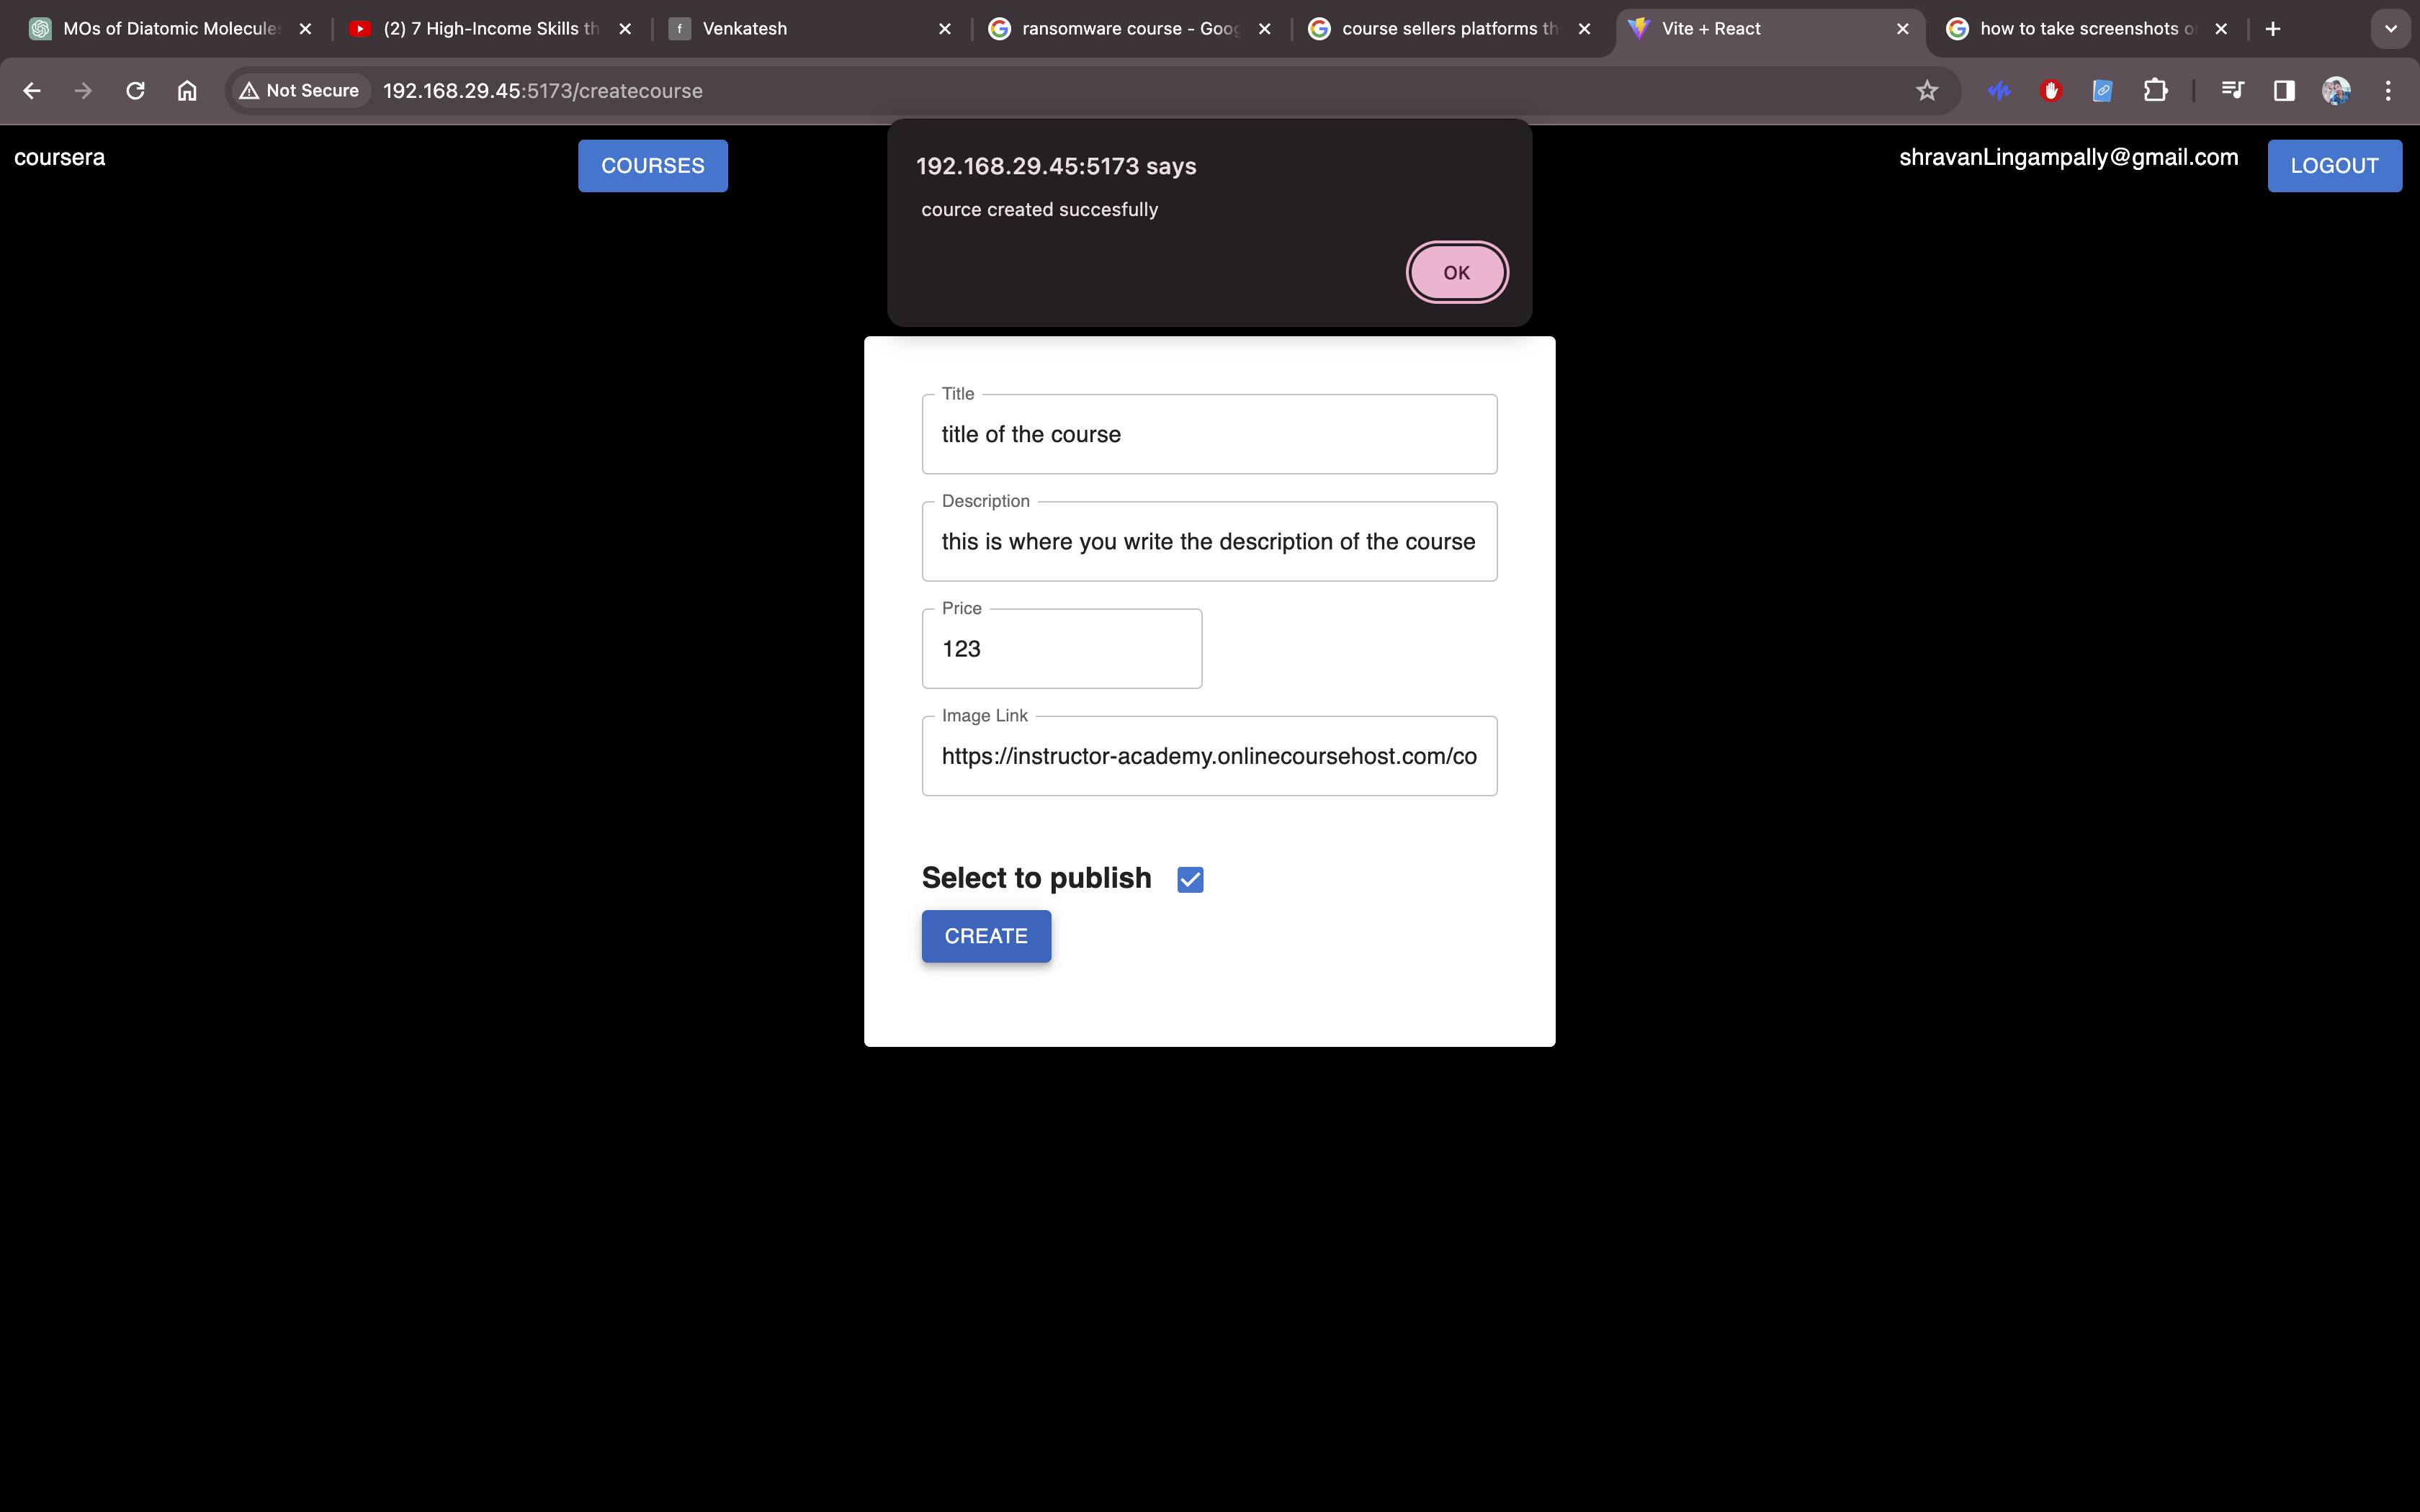 MOs of Diatomic Molecules
(2) 7 High-Income Skills th
f Venkatesh
ransomware course - Goog
course sellers platforms th
Vite + React
how to take screenshots o
Not Secure 192.168.29.45:5173/createcourse
coursera
COURSES
192.168.29.45:5173 says
cource created succesfully
OK
shravanLingampally@gmail.com
LOGOUT
Title
title of the course
Description
this is where you write the description of the course
Price
123
Image Link
https://instructor-academy.onlinecoursehost.com/co
Select to publish
CREATE